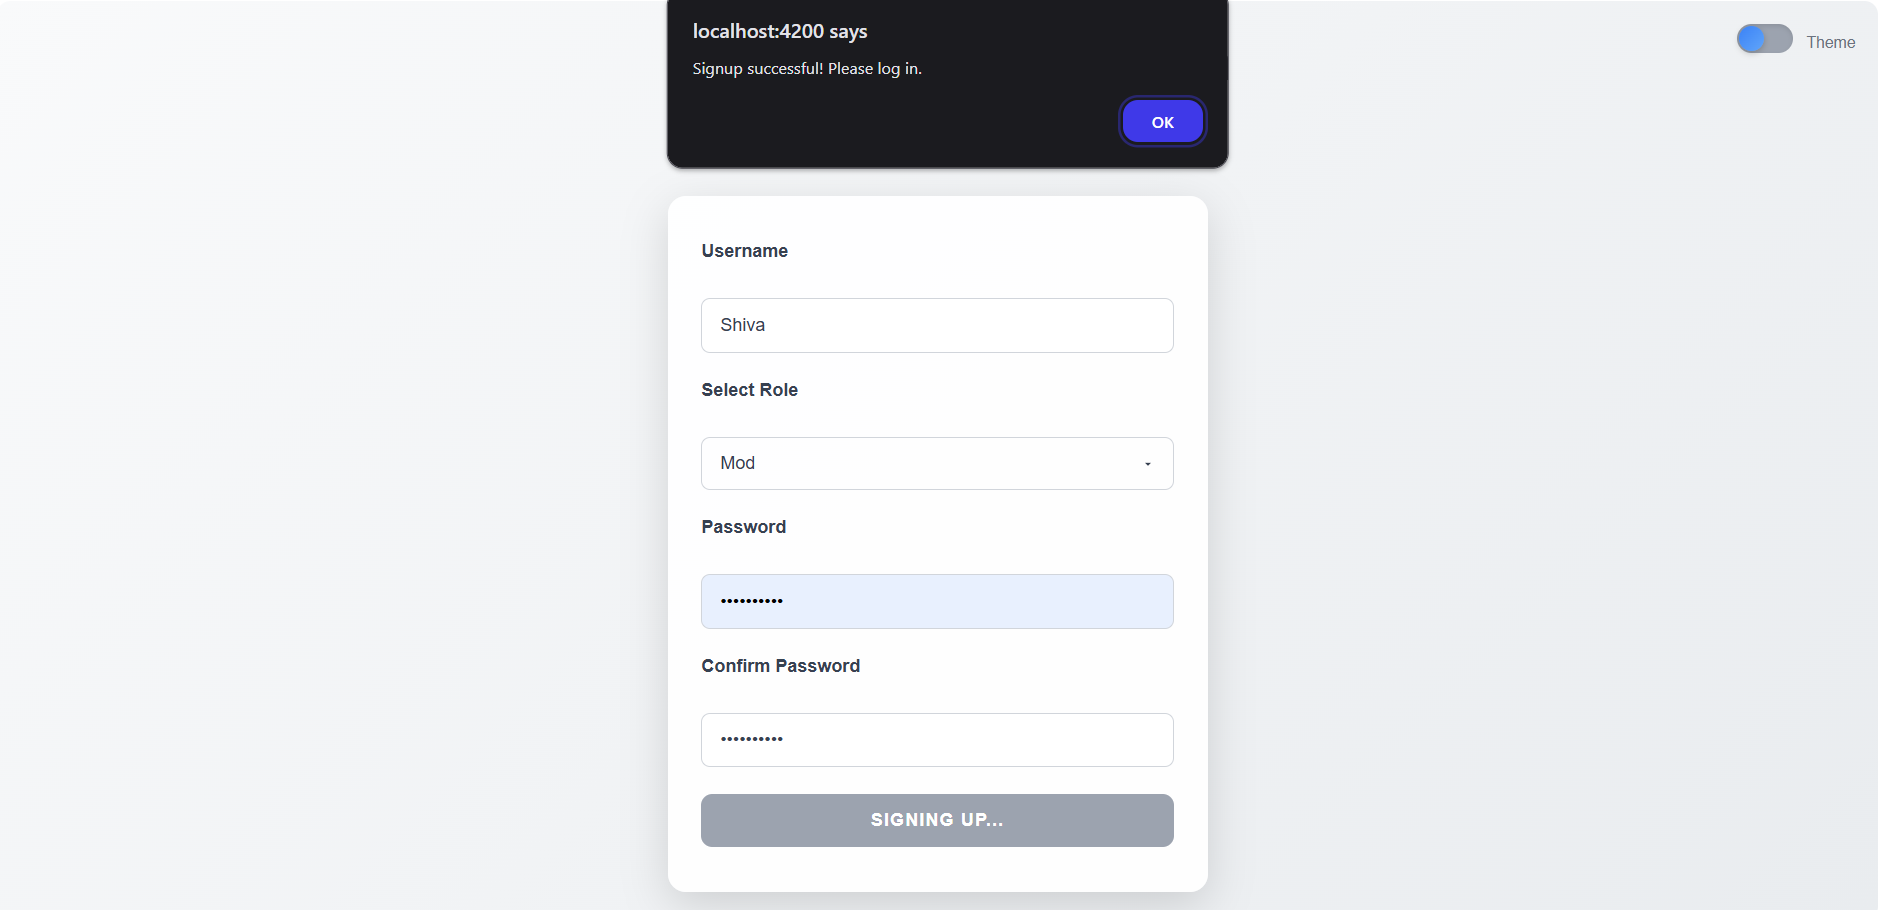 localhost:4200 says
Signup successful! Please log in.
OK
Theme
Username
Shiva
Select Role
Mod
Password
••••••••••
Confirm Password
••••••••••
SIGNING UP...